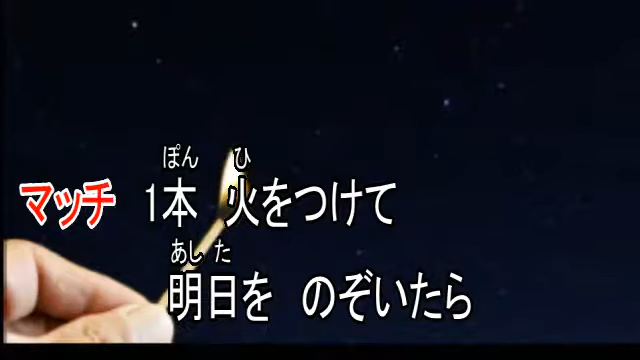 ぽん ひ
マッチ 1本 火をつけて
あした
明日を のぞいたら